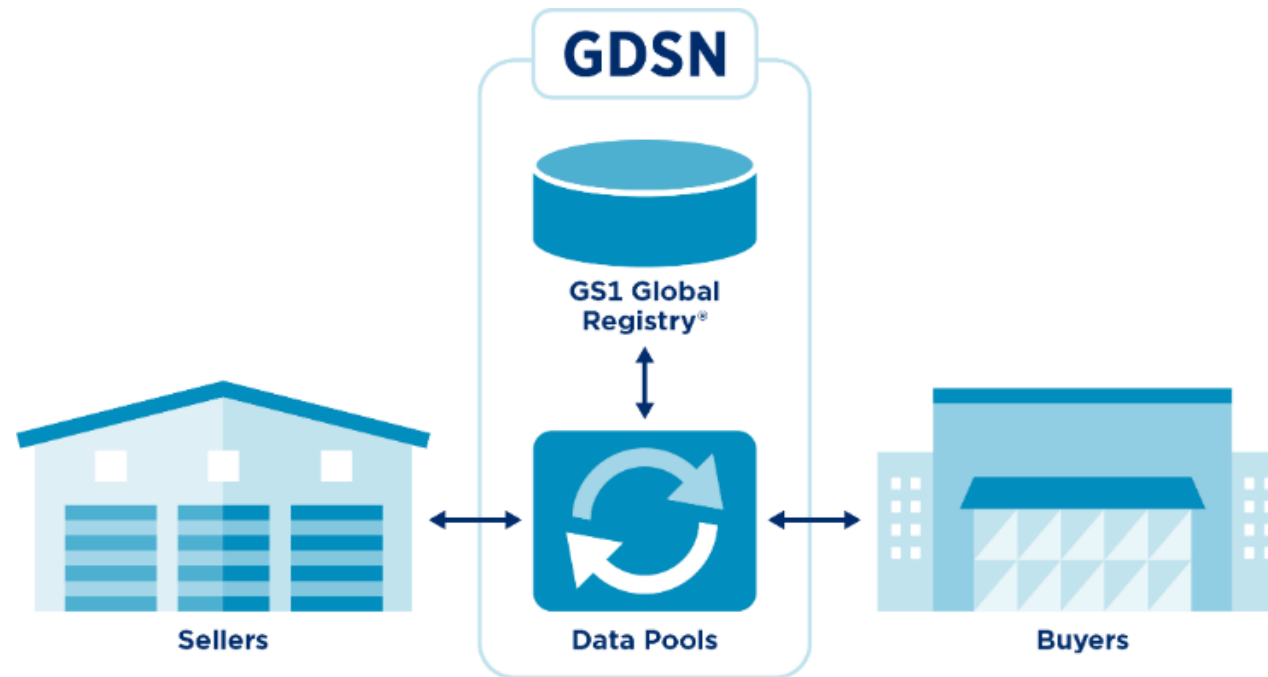 GDSN
GS1 Global
Registry®
Sellers
Data Pools
Buyers